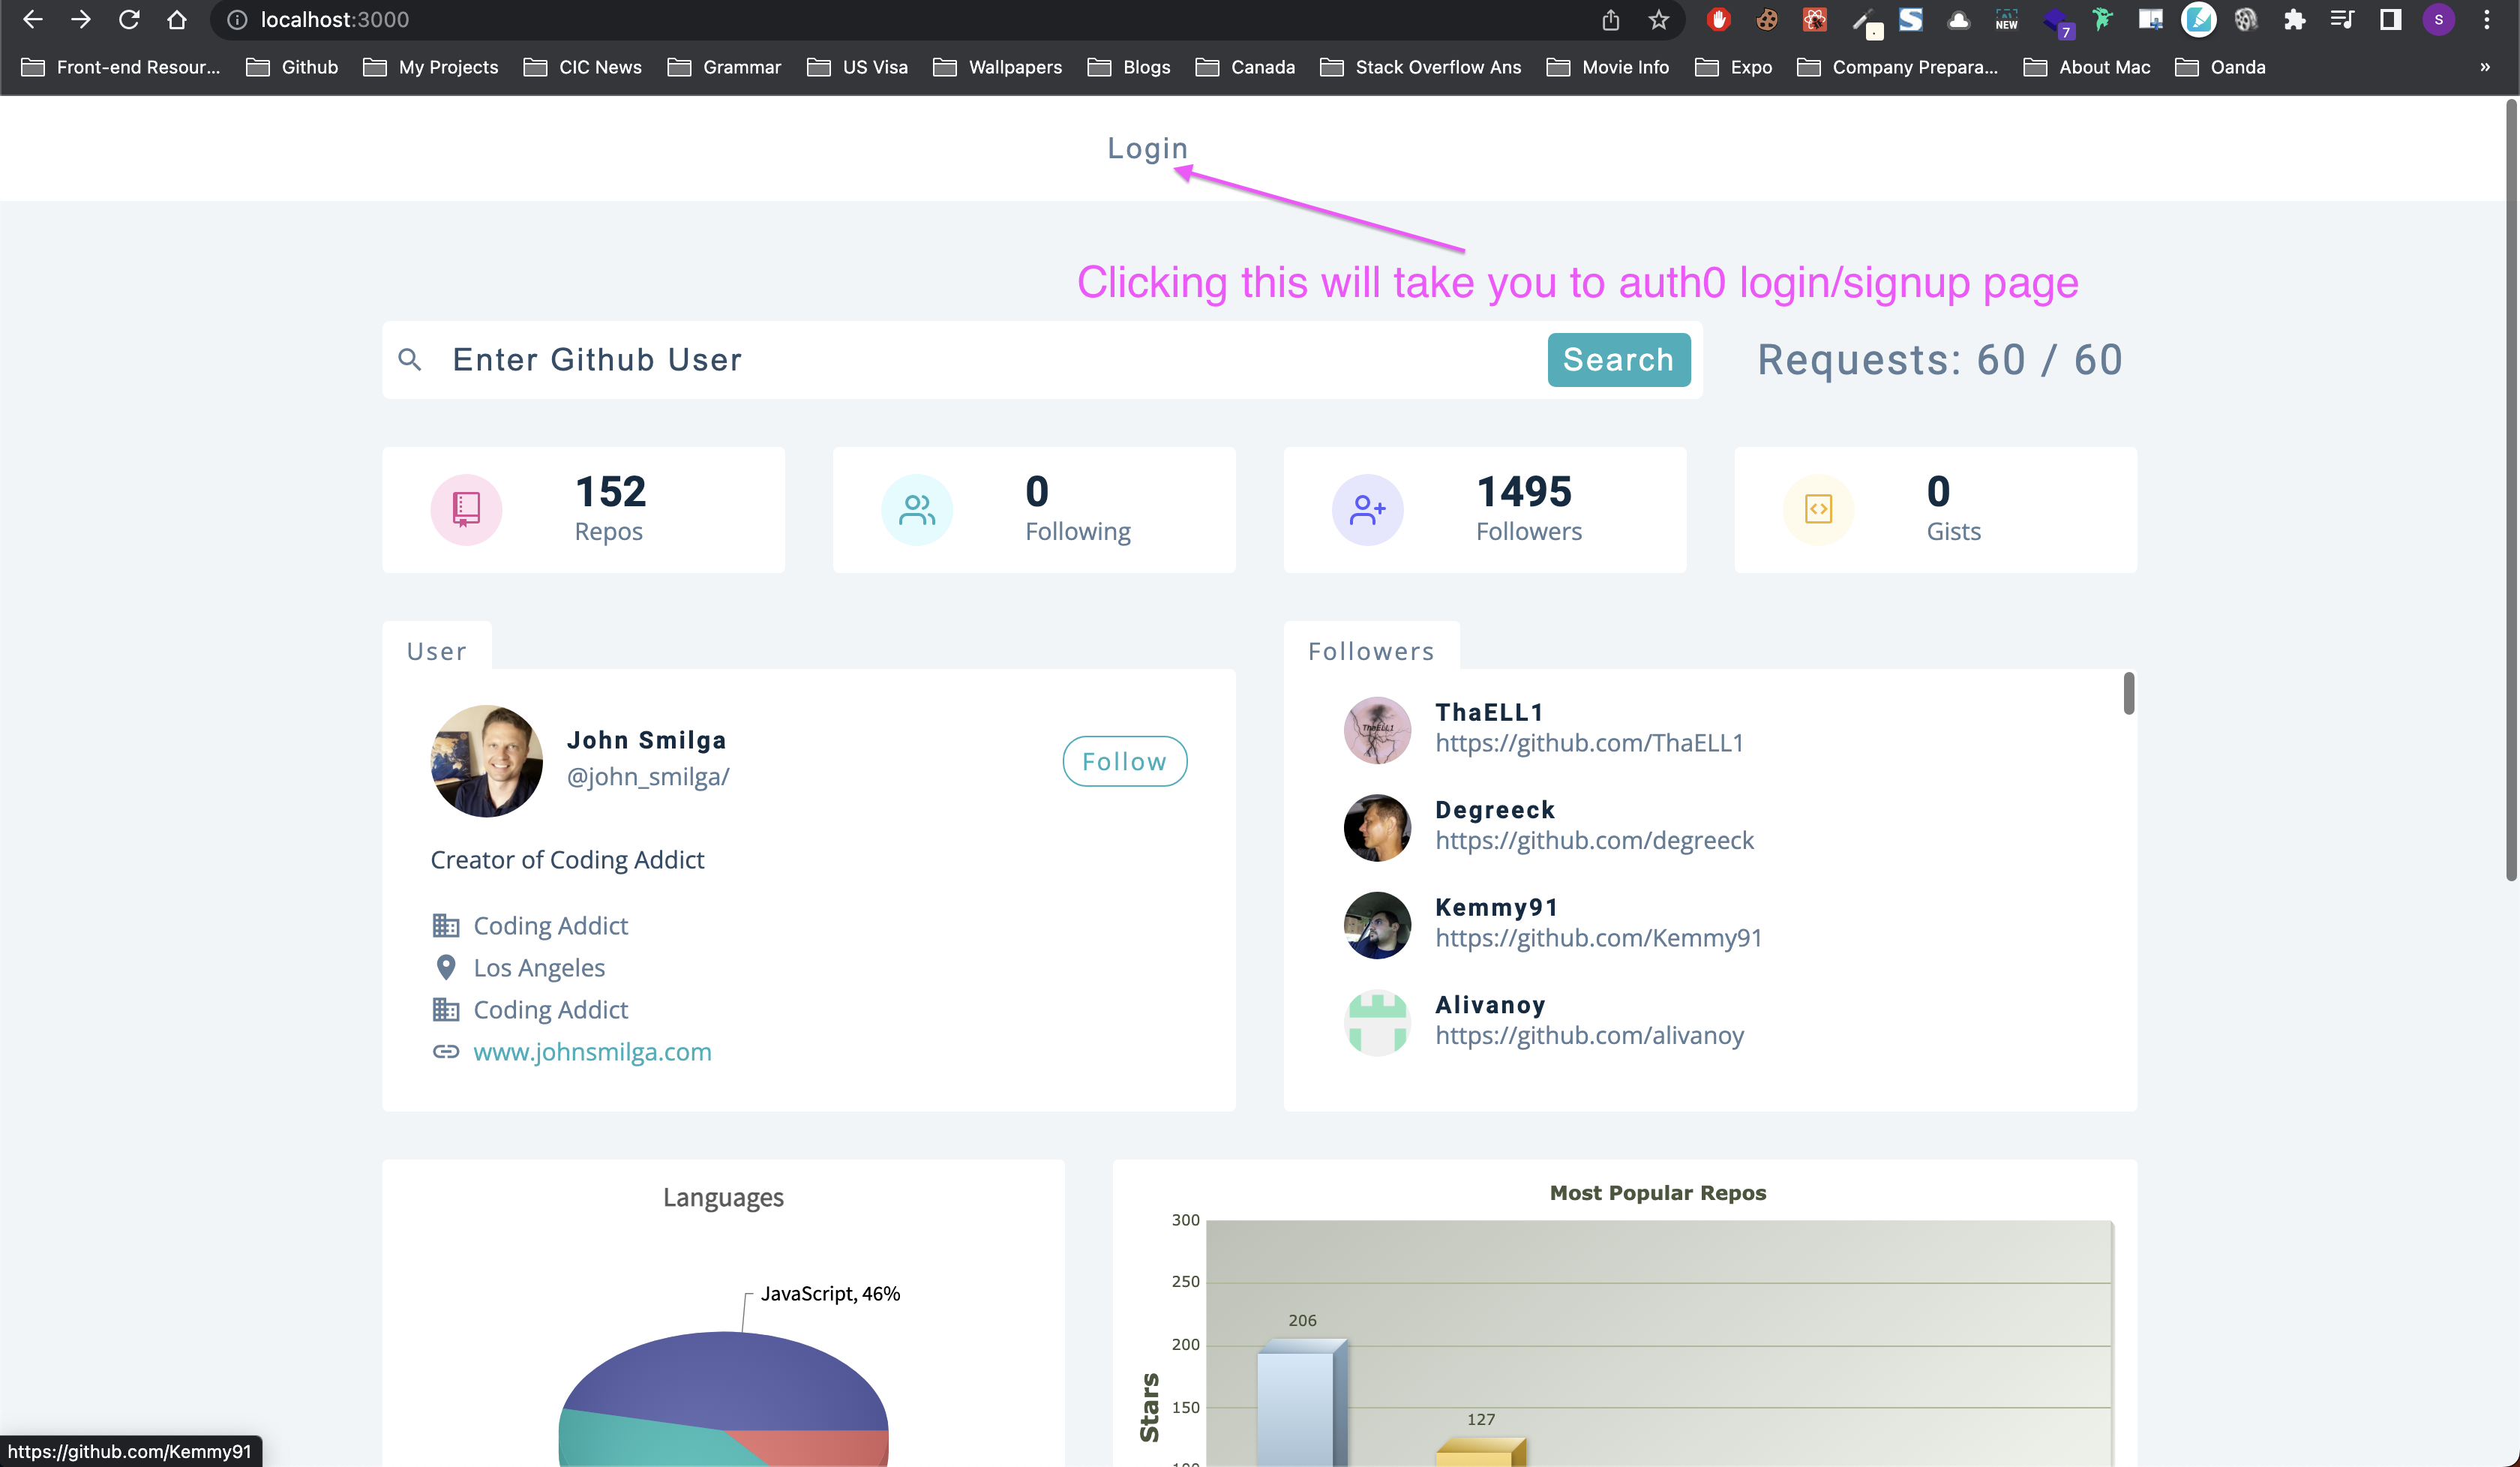 localhost:3000
NEW
7
S
Front-end Resour...
Github
My Projects
CIC News
Grammar
US Visa
Wallpapers
Blogs
Canada
Stack Overflow Ans
Movie Info
Expo
Company Prepara...
About Mac
Oanda
»
Login
Clicking this will take you to auth0 login/signup page
Enter Github User
Search
Requests: 60 / 60
152
Repos
0
Following
1495
Followers
0
Gists
User
John Smilga
@john_smilga/
Follow
Creator of Coding Addict
Coding Addict
Los Angeles
Coding Addict
www.johnsmilga.com
Followers
ThaELL1
ThaELL1
https://github.com/ThaELL1
Degreeck
https://github.com/degreeck
Kemmy91
https://github.com/Kemmy91
Alivanoy
https://github.com/alivanoy
Languages
JavaScript, 46%
Most Popular Repos
300
250
206
200
Stars
150
127
https://github.com/Kemmy91